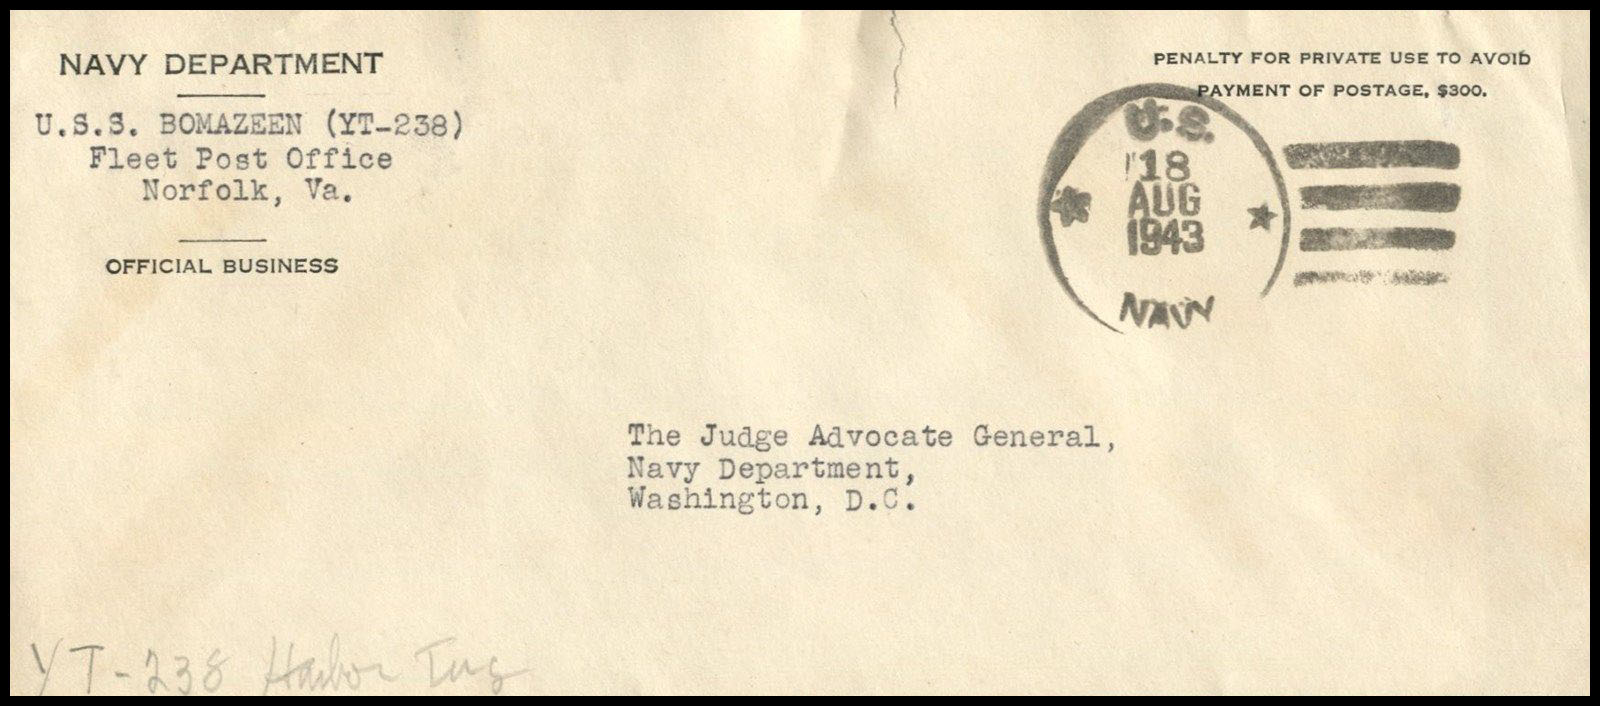 NAVY DEPARTMENT
U.S.S. BOMAZEEN (YT-238)
Fleet Post Office
Norfolk, Va.
OFFICIAL BUSINESS
PENALTY FOR PRIVATE USE TO AVOID
PAYMENT OF POSTAGE, $300.
U.S.
18
AUG
1943
NAVY
The Judge Advocate General,
Navy Department,
Washington, D.C.
YT-238 Harbor Tug